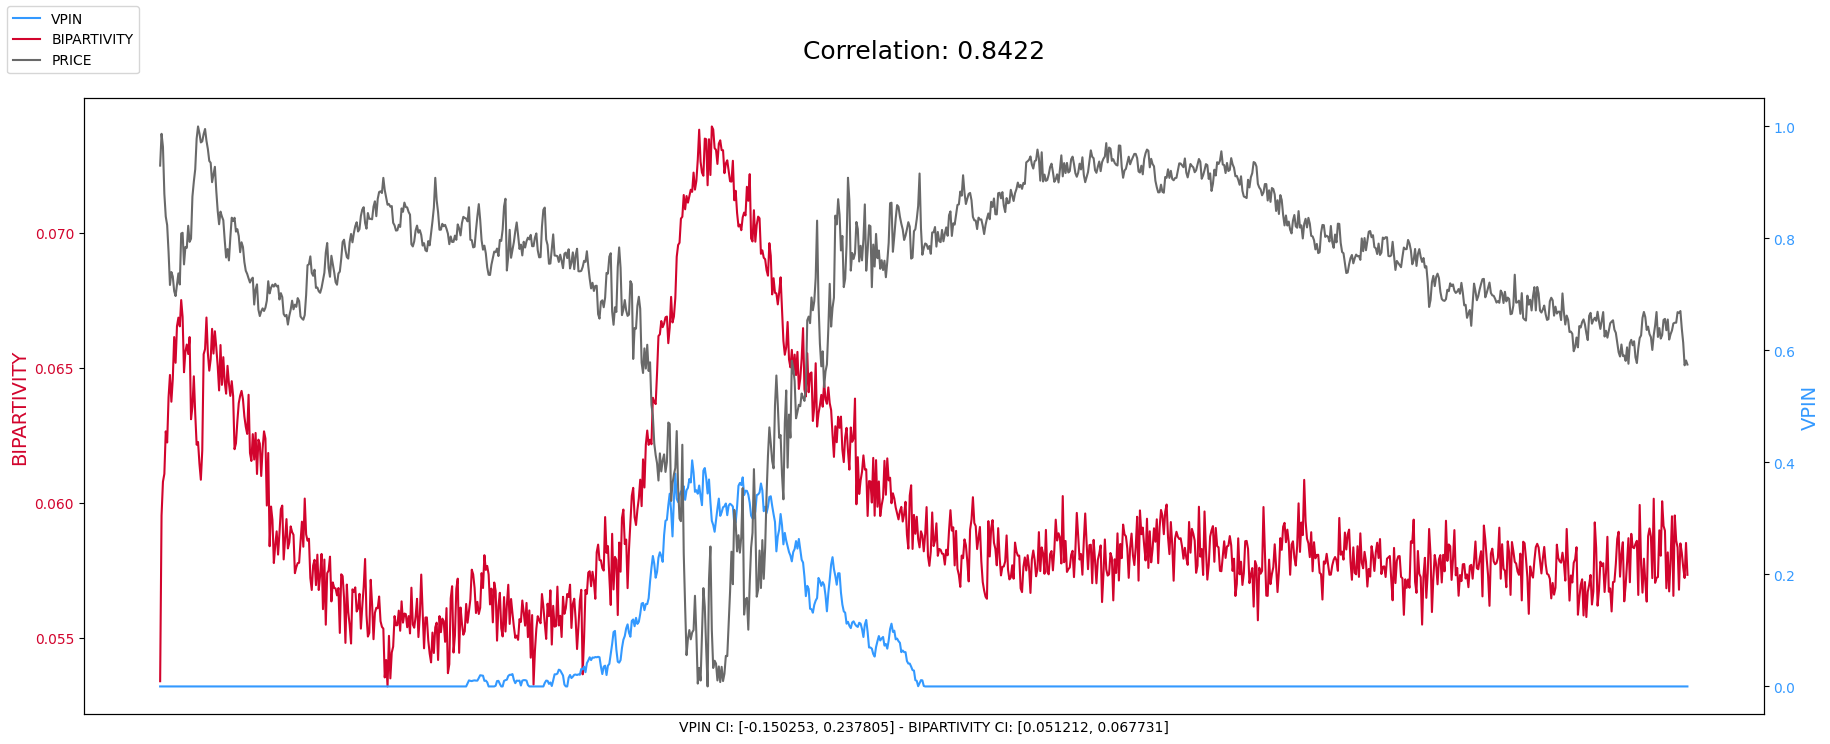 VPIN
BIPARTIVITY
PRICE
Correlation: 0.8422
BIPARTIVITY
0.070
0.065
0.060
0.055
1.0
0.8
0.6
0.4
0.2
0.0
VPIN
VPIN CI: [-0.150253, 0.237805] - BIPARTIVITY CI: [0.051212, 0.067731]